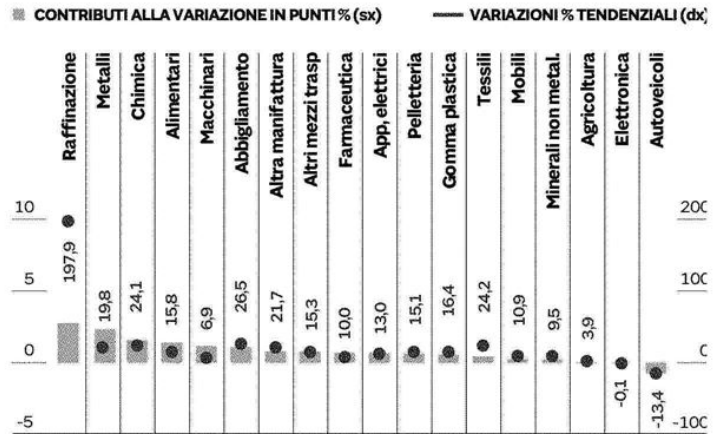 CONTRIBUTI ALLA VARIAZIONE IN PUNTI % (sx)
VARIAZIONI % TENDENZIALI (dx)
Raffinazione
Metalli
Chimica
Alimentari
Macchinari
Abbigliamento
Altra manifattura
Altri mezzi trasp
Farmaceutica
App, elettrici
Pelletteria
Gomma plastica
Tessili
Mobili
Minerali non metal.
Agricoltura
Elettronica
Autoveicoli
10
200
197,9
5
100
19,8
24,1
15,8
6,9
26,5
21,7
15,3
10,0
13,0
15,1
16,4
24,2
10,9
9,5
3,9
0
0
-0,1
-13,4
-5
-100